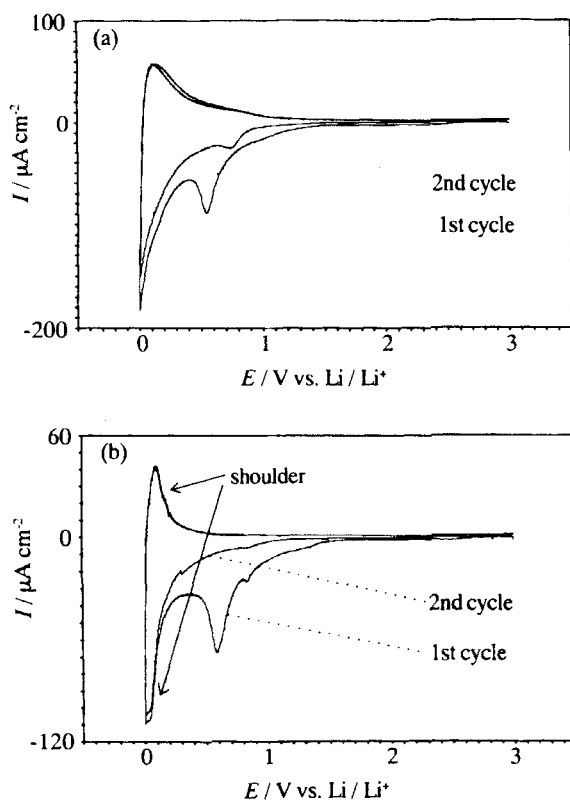 100
(a)
0
I / μA cm⁻²
2nd cycle
1st cycle
-200
0 1 2 3
E / V vs. Li / Li⁺
60
(b)
shoulder
0
I / μA cm⁻²
2nd cycle
1st cycle
-120
0 1 2 3
E / V vs. Li / Li⁺